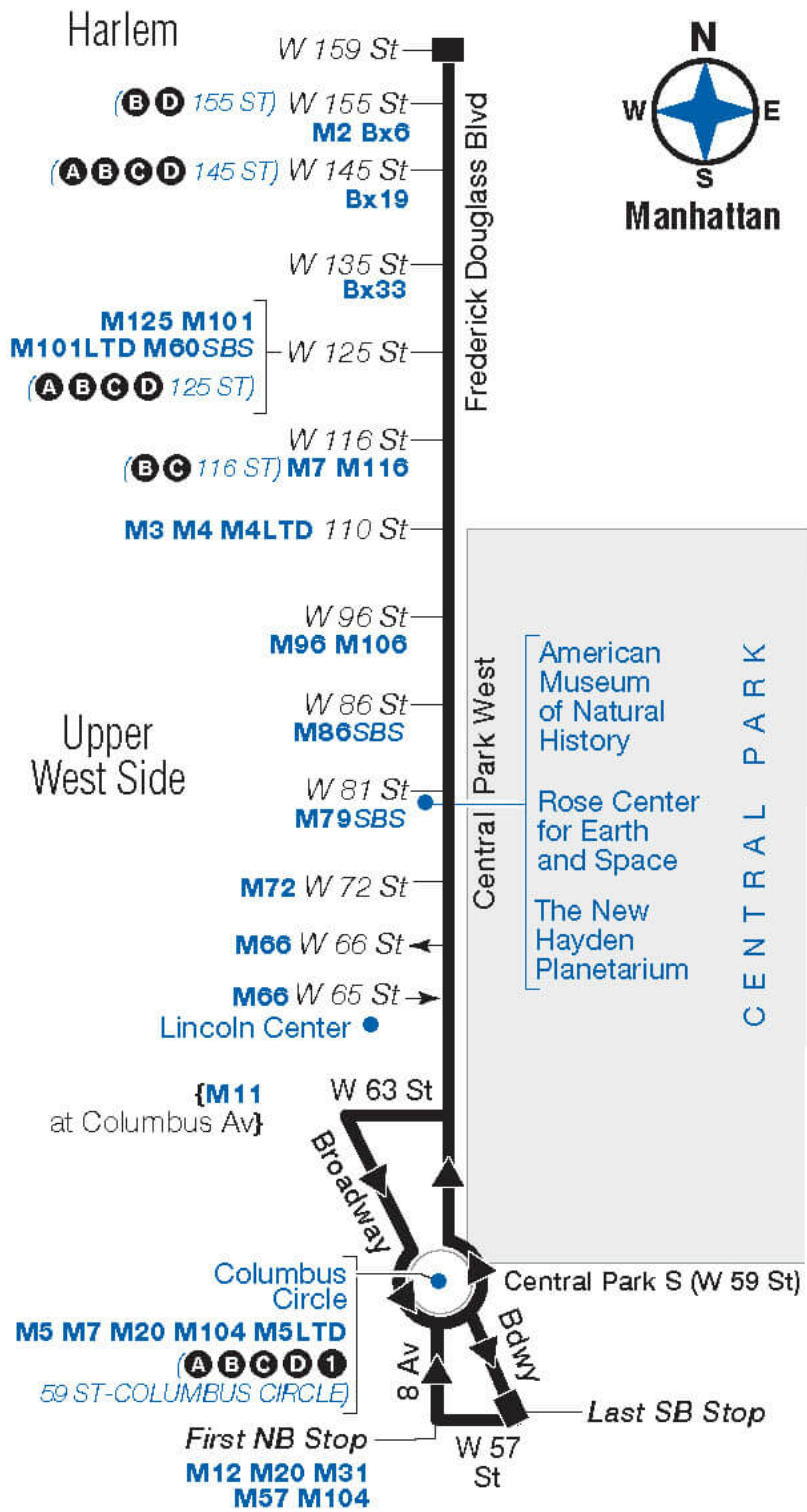 Harlem
W 159 St
N
W E
S
Manhattan
(B D 155 ST) W 155 St
M2 Bx6
(A B C D 145 ST) W 145 St
Bx19
W 135 St
Bx33
Frederick Douglass Blvd
M125 M101
M101LTD M60SBS
W 125 St
(A B C D 125 ST)
W 116 St
(B C 116 ST) M7 M116
M3 M4 M4LTD 110 St
W 96 St
M96 M106
Central Park West
American
Museum
of Natural
History
Rose Center
for Earth
and Space
The New
Hayden
Planetarium
CENTRAL PARK
W 86 St
M86SBS
Upper
West Side
W 81 St
M79SBS
M72 W 72 St
M66 W 66 St
M66 W 65 St
Lincoln Center
{M11
at Columbus Av}
W 63 St
Broadway
Columbus
Circle
M5 M7 M20 M104 M5LTD
(A B C D 1
59 ST-COLUMBUS CIRCLE)
Central Park S (W 59 St)
8 Av
Bdwy
Last SB Stop
First NB Stop
M12 M20 M31
M57 M104
W 57
St